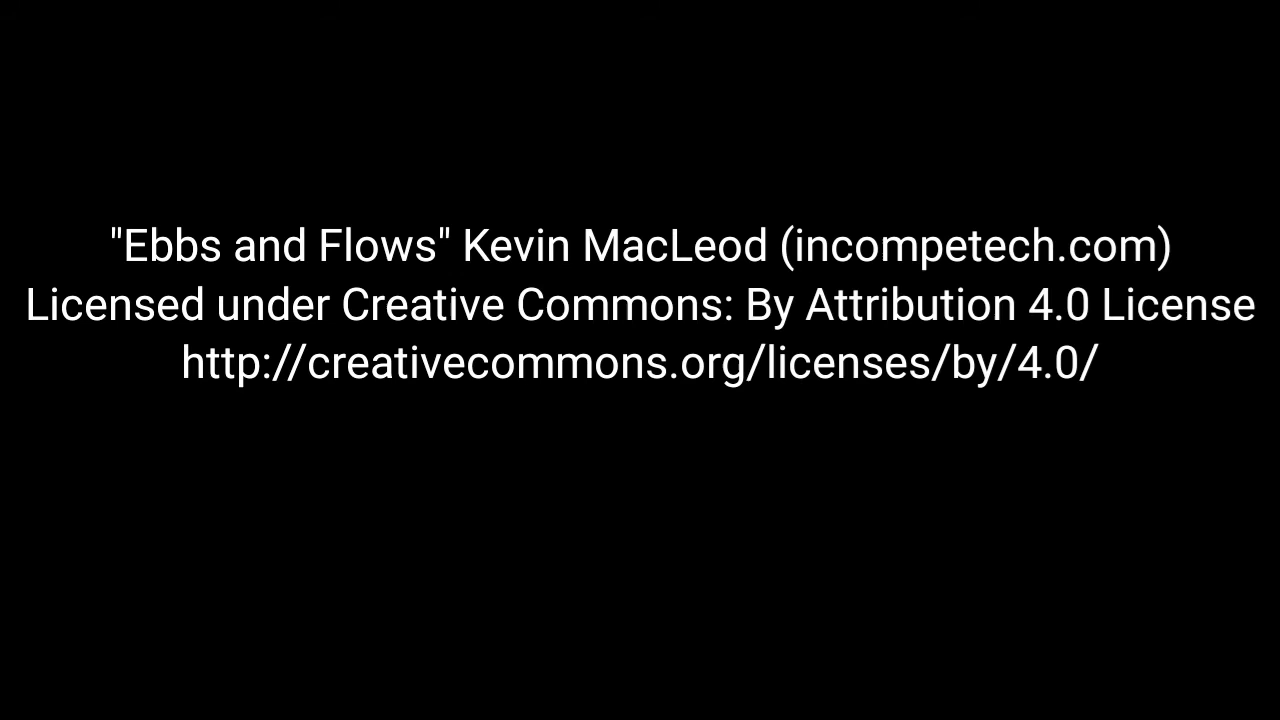 "Ebbs and Flows" Kevin MacLeod (incompetech.com)
Licensed under Creative Commons: By Attribution 4.0 License
http://creativecommons.org/licenses/by/4.0/